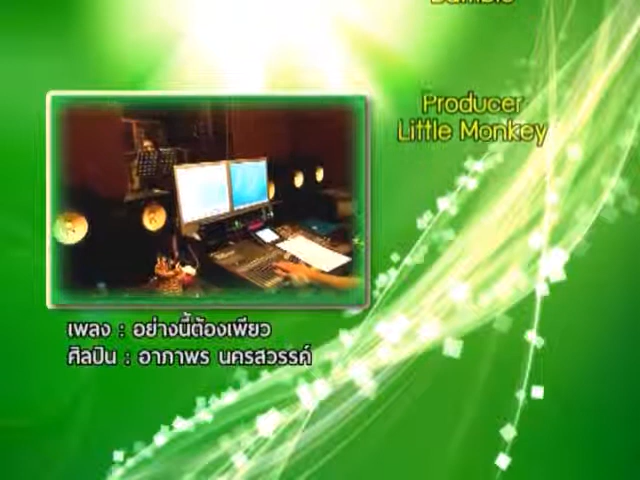 Producer
Little Monkey
เพลง : อย่างนี้ต้องเพียว
ศิลปิน : อาภาพร นครสวรรค์